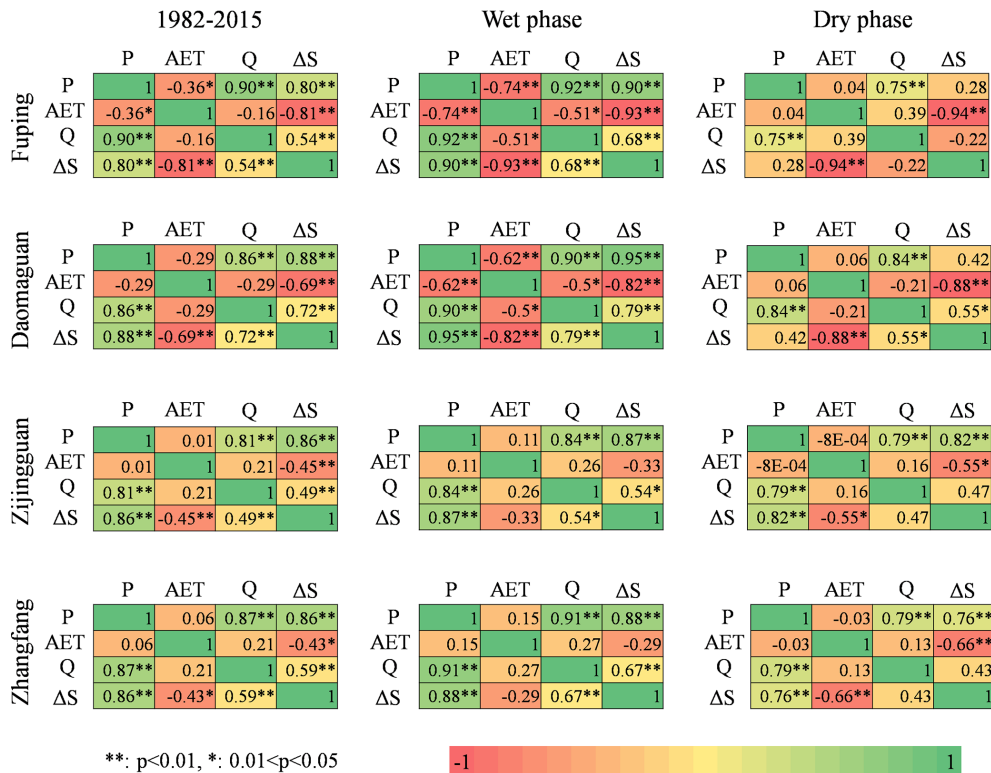 1982-2015 Wet phase Dry phase
P AET Q ΔS P AET Q ΔS P AET Q ΔS
Fuping
P 1 -0.36* 0.90** 0.80** P 1 -0.74** 0.92** 0.90** P 1 0.04 0.75** 0.28
AET -0.36* 1 -0.16 -0.81** AET -0.74** 1 -0.51* -0.93** AET 0.04 1 0.39 -0.94**
Q 0.90** -0.16 1 0.54** Q 0.92** -0.51* 1 0.68** Q 0.75** 0.39 1 -0.22
ΔS 0.80** -0.81** 0.54** 1 ΔS 0.90** -0.93** 0.68** 1 ΔS 0.28 -0.94** -0.22 1
P AET Q ΔS P AET Q ΔS P AET Q ΔS
Daomaguan
P 1 -0.29 0.86** 0.88** P 1 -0.62** 0.90** 0.95** P 1 0.06 0.84** 0.42
AET -0.29 1 -0.29 -0.69** AET -0.62** 1 -0.5* -0.82** AET 0.06 1 -0.21 -0.88**
Q 0.86** -0.29 1 0.72** Q 0.90** -0.5* 1 0.79** Q 0.84** -0.21 1 0.55*
ΔS 0.88** -0.69** 0.72** 1 ΔS 0.95** -0.82** 0.79** 1 ΔS 0.42 -0.88** 0.55* 1
P AET Q ΔS P AET Q ΔS P AET Q ΔS
Zijingguan
P 1 0.01 0.81** 0.86** P 1 0.11 0.84** 0.87** P 1 -8E-04 0.79** 0.82**
AET 0.01 1 0.21 -0.45** AET 0.11 1 0.26 -0.33 AET -8E-04 1 0.16 -0.55*
Q 0.81** 0.21 1 0.49** Q 0.84** 0.26 1 0.54* Q 0.79** 0.16 1 0.47
ΔS 0.86** -0.45** 0.49** 1 ΔS 0.87** -0.33 0.54* 1 ΔS 0.82** -0.55* 0.47 1
P AET Q ΔS P AET Q ΔS P AET Q ΔS
Zhangfang
P 1 0.06 0.87** 0.86** P 1 0.15 0.91** 0.88** P 1 -0.03 0.79** 0.76**
AET 0.06 1 0.21 -0.43* AET 0.15 1 0.27 -0.29 AET -0.03 1 0.13 -0.66**
Q 0.87** 0.21 1 0.59** Q 0.91** 0.27 1 0.67** Q 0.79** 0.13 1 0.43
ΔS 0.86** -0.43* 0.59** 1 ΔS 0.88** -0.29 0.67** 1 ΔS 0.76** -0.66** 0.43 1
**: p<0.01, *: 0.01<p<0.05 -1 1